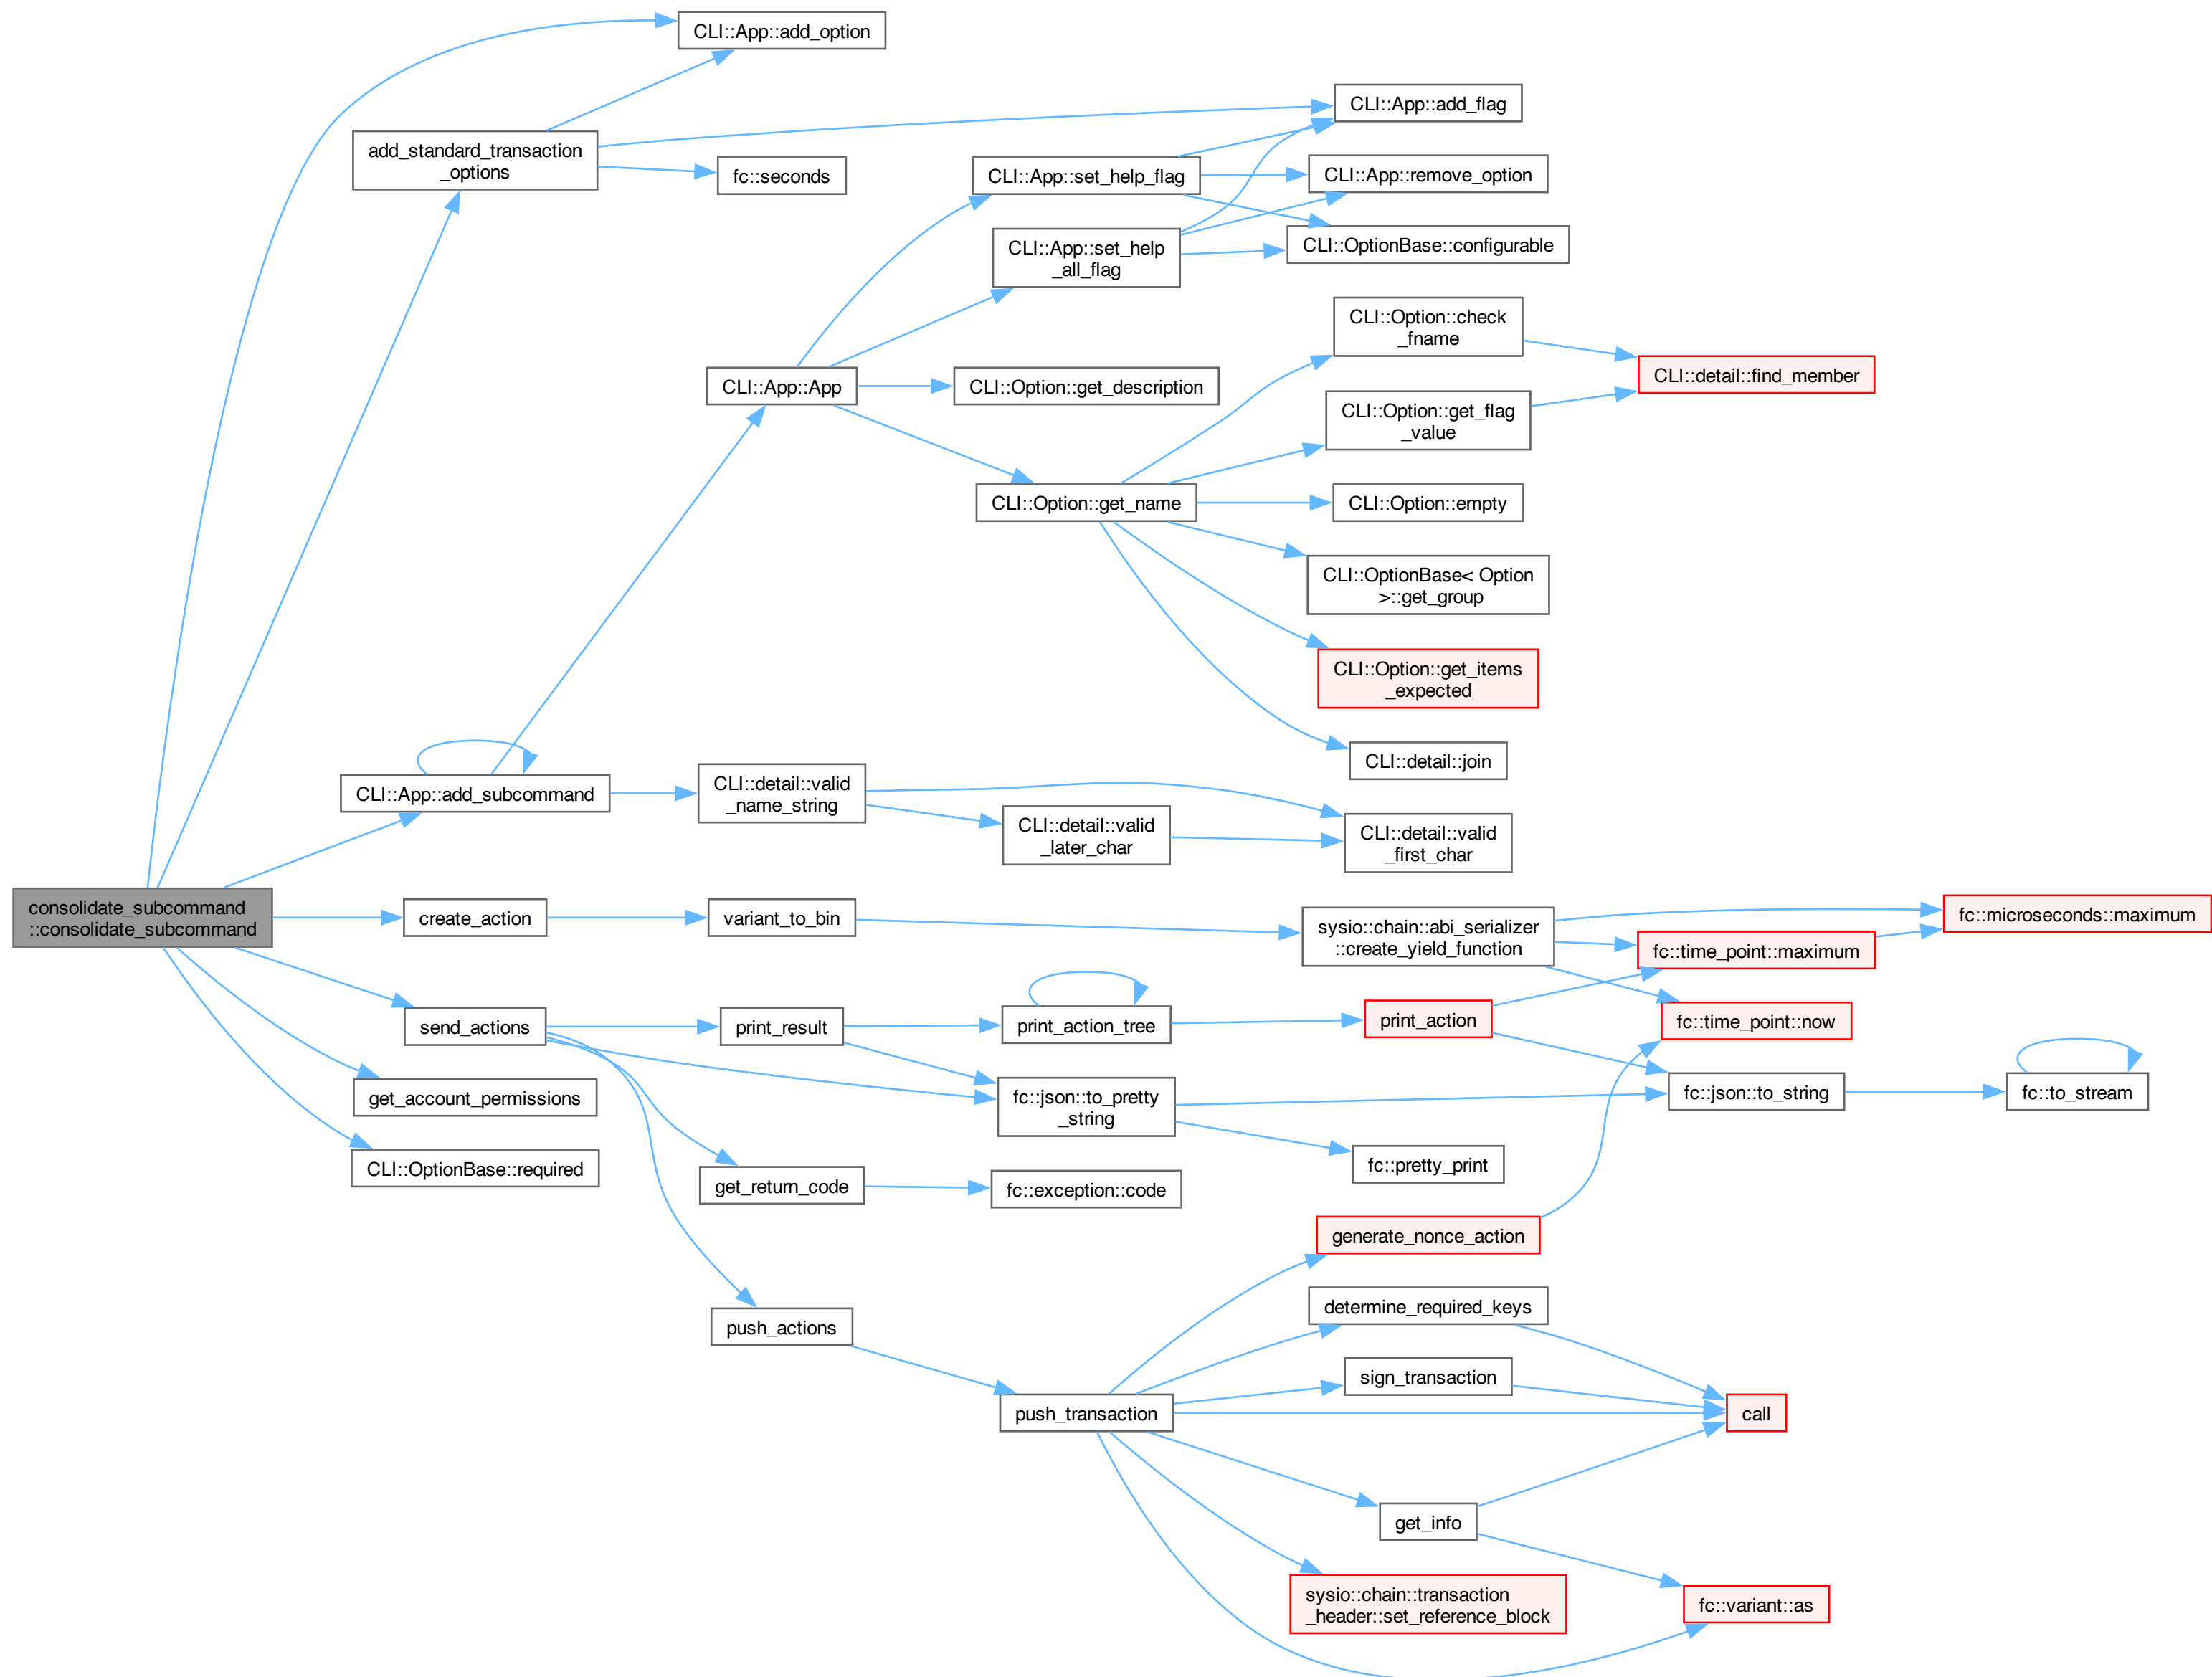 CLI::App::add_option
CLI::App::add_flag
add_standard_transaction
_options
fc::seconds
CLI::App::set_help_flag
CLI::App::remove_option
CLI::App::set_help
_all_flag
CLI::OptionBase::configurable
CLI::Option::check
_fname
CLI::App::App
CLI::Option::get_description
CLI::detail::find_member
CLI::Option::get_flag
_value
CLI::Option::get_name
CLI::Option::empty
CLI::OptionBase< Option
>::get_group
CLI::Option::get_items
_expected
CLI::detail::join
CLI::App::add_subcommand
CLI::detail::valid
_name_string
CLI::detail::valid
_later_char
CLI::detail::valid
_first_char
consolidate_subcommand
::consolidate_subcommand
create_action
variant_to_bin
sysio::chain::abi_serializer
::create_yield_function
fc::microseconds::maximum
fc::time_point::maximum
send_actions
print_result
print_action_tree
print_action
fc::time_point::now
get_account_permissions
fc::json::to_pretty
_string
fc::json::to_string
fc::to_stream
CLI::OptionBase::required
fc::pretty_print
get_return_code
fc::exception::code
generate_nonce_action
push_actions
determine_required_keys
sign_transaction
push_transaction
call
get_info
sysio::chain::transaction
_header::set_reference_block
fc::variant::as